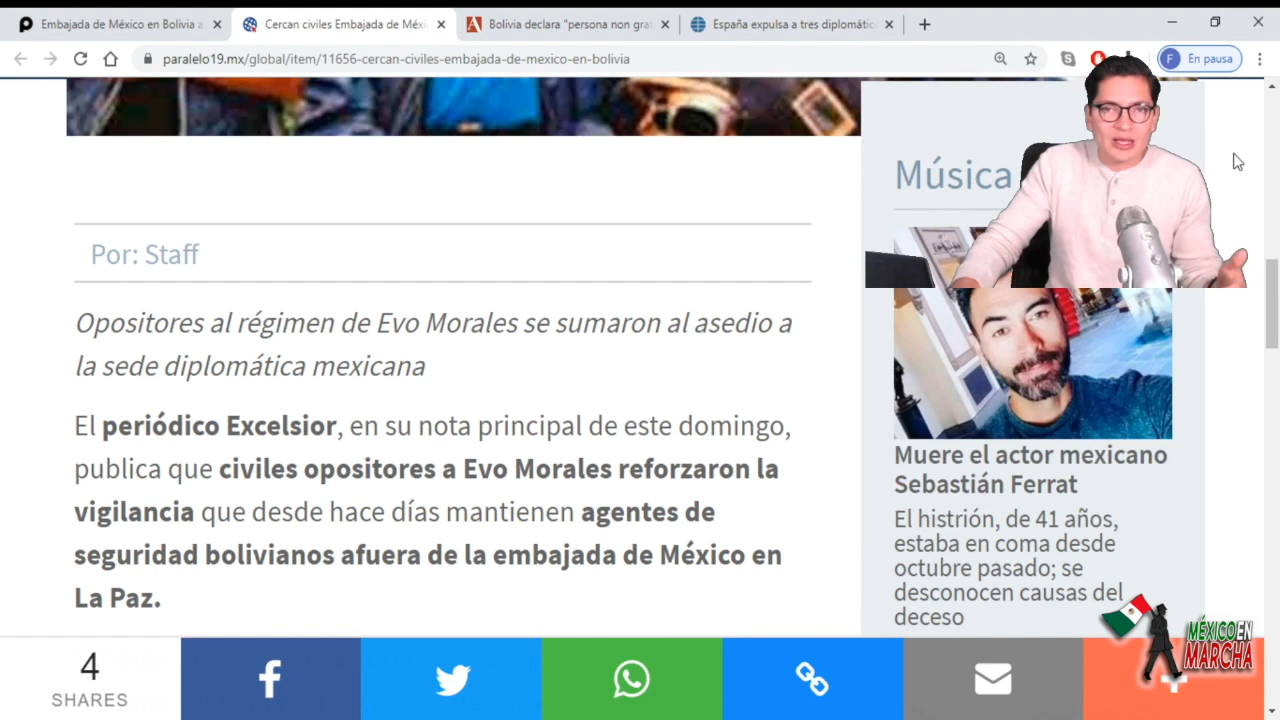 Embajada de México en Bolivia a
Cercan civiles Embajada de Méxi
Bolivia declara "persona non grat
España expulsa a tres diplomátic
paralelo19.mx/global/item/11656-cercan-civiles-embajada-de-mexico-en-bolivia
F
En pausa
Música
Por: Staff
Opositores al régimen de Evo Morales se sumaron al asedio a
la sede diplomática mexicana
El periódico Excelsior, en su nota principal de este domingo,
publica que civiles opositores a Evo Morales reforzaron la
vigilancia que desde hace días mantienen agentes de
seguridad bolivianos afuera de la embajada de México en
La Paz.
Muere el actor mexicano
Sebastián Ferrat
El histrión, de 41 años,
estaba en coma desde
octubre pasado; se
desconocen causas del
deceso
4
SHARES
MÉXICO EN
MARCHA